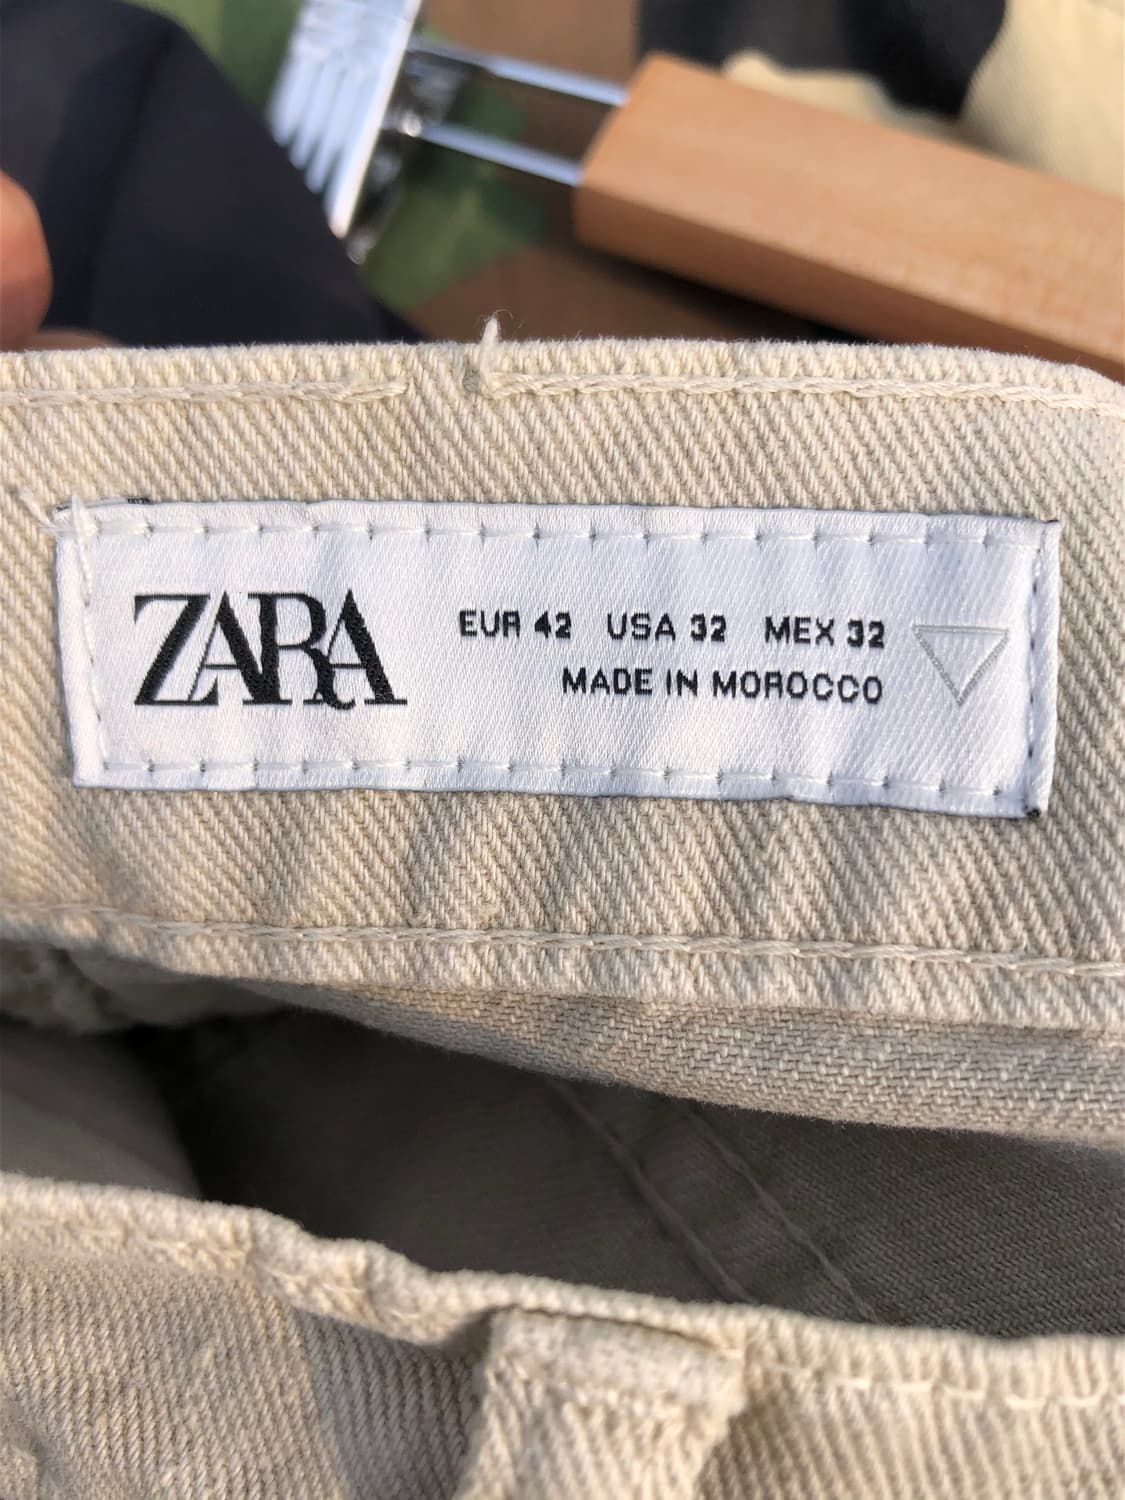 ZARA
EUR 42 USA 32 MEX 32
MADE IN MOROCCO